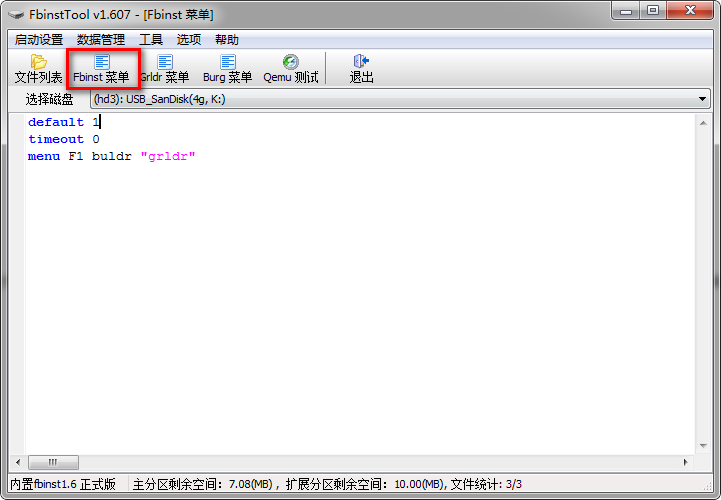 FbinstTool v1.607 - [Fbinst 菜单]
启动设置 数据管理 工具 选项 帮助
文件列表 Fbinst 菜单 Grldr 菜单 Burg 菜单 Qemu 测试 退出
选择磁盘 (hd3): USB_SanDisk(4g, K:)
default 1
timeout 0
menu F1 buldr "grldr"
内置fbinst1.6 正式版 主分区剩余空间：7.08(MB) , 扩展分区剩余空间：10.00(MB), 文件统计: 3/3